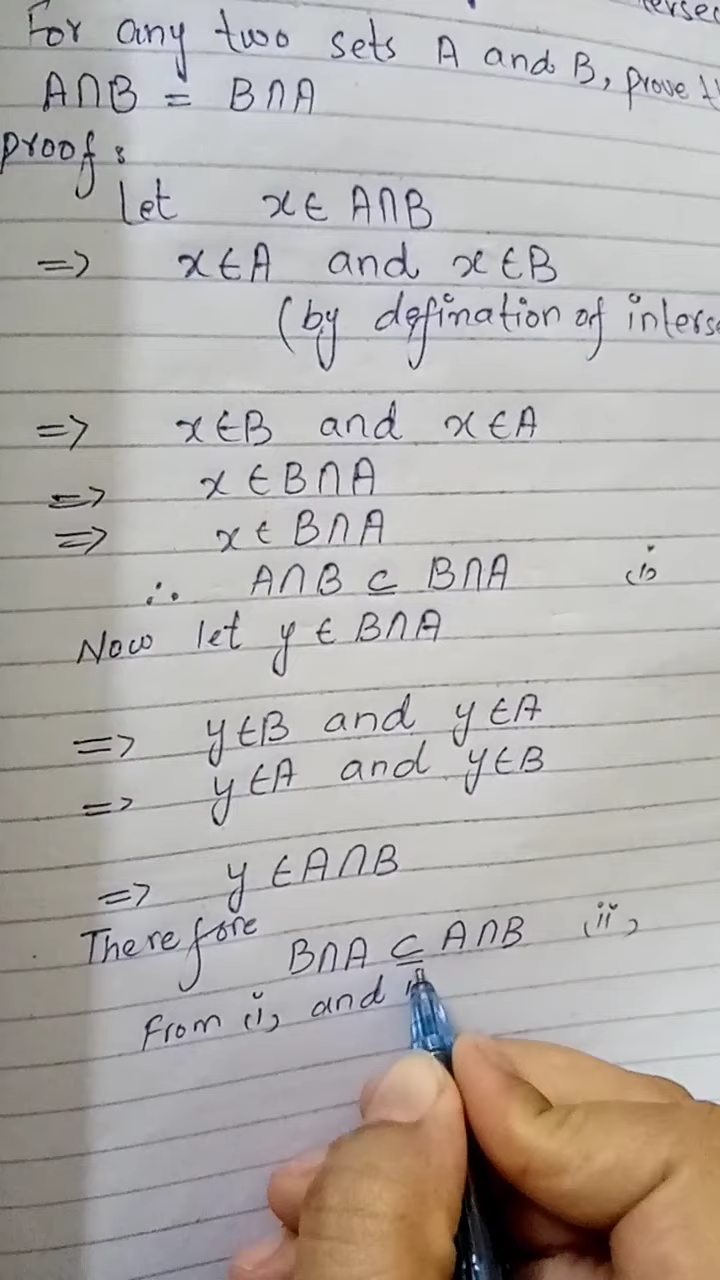 For any two sets A and B, prove
A∩B = B∩A
proof:
Let x∈ A∩B
=> x∈A and x∈B
(by defination of
=> x∈B and x∈A
=> x∈B∩A
=> x∈ B∩A
∴ A∩B ⊆ B∩A (i)
Now let y ∈ B∩A
=> y∈B and y∈A
=> y∈A and y∈B
=> y∈A∩B
Therefore
B∩A ⊆ A∩B (ii)
From (i) and